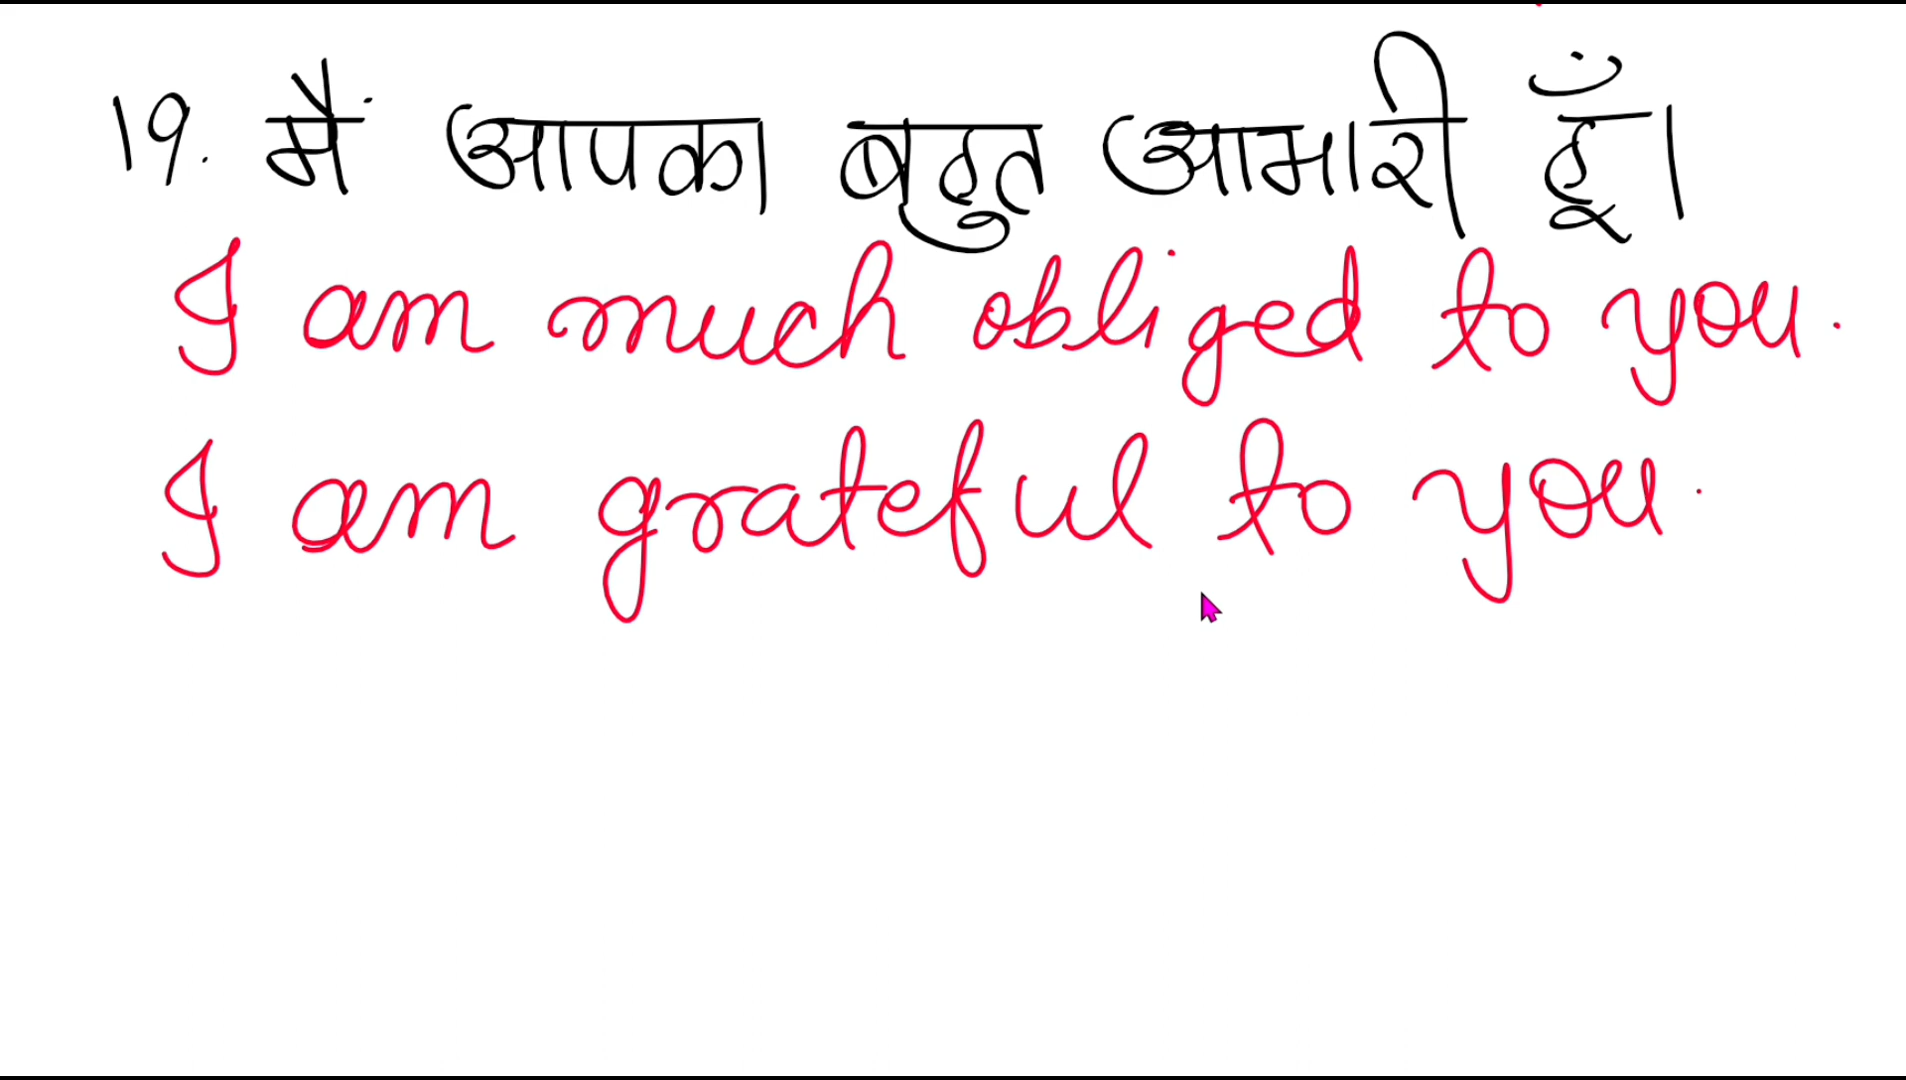 19. मैं आपका बहुत आभारी हूँ।
I am much obliged to you.
I am grateful to you.